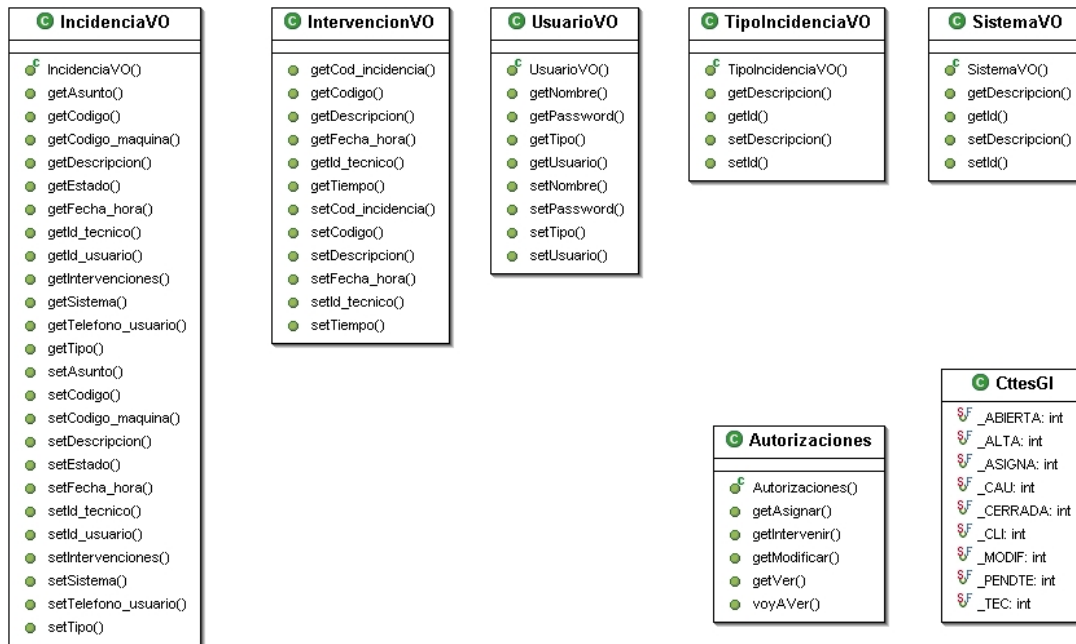 IncidenciaVO
IncidenciaVO()
getAsunto()
getCodigo()
getCodigo_maquina()
getDescripcion()
getEstado()
getFecha_hora()
getId_tecnico()
getId_usuario()
getIntervenciones()
getSistema()
getTelefono_usuario()
getTipo()
setAsunto()
setCodigo()
setCodigo_maquina()
setDescripcion()
setEstado()
setFecha_hora()
setId_tecnico()
setId_usuario()
setIntervenciones()
setSistema()
setTelefono_usuario()
setTipo()
IntervencionVO
getCod_incidencia()
getCodigo()
getDescripcion()
getFecha_hora()
getId_tecnico()
getTiempo()
setCod_incidencia()
setCodigo()
setDescripcion()
setFecha_hora()
setId_tecnico()
setTiempo()
UsuarioVO
UsuarioVO()
getNombre()
getPassword()
getTipo()
getUsuario()
setNombre()
setPassword()
setTipo()
setUsuario()
TipoIncidenciaVO
TipoIncidenciaVO()
getDescripcion()
getId()
setDescripcion()
setId()
SistemaVO
SistemaVO()
getDescripcion()
getId()
setDescripcion()
setId()
Autorizaciones
Autorizaciones()
getAsignar()
getIntervenir()
getModificar()
getVer()
voyAVer()
CttesGI
_ABIERTA: int
_ALTA: int
_ASIGNA: int
_CAU: int
_CERRADA: int
_CLI: int
_MODIF: int
_PENDTE: int
_TEC: int